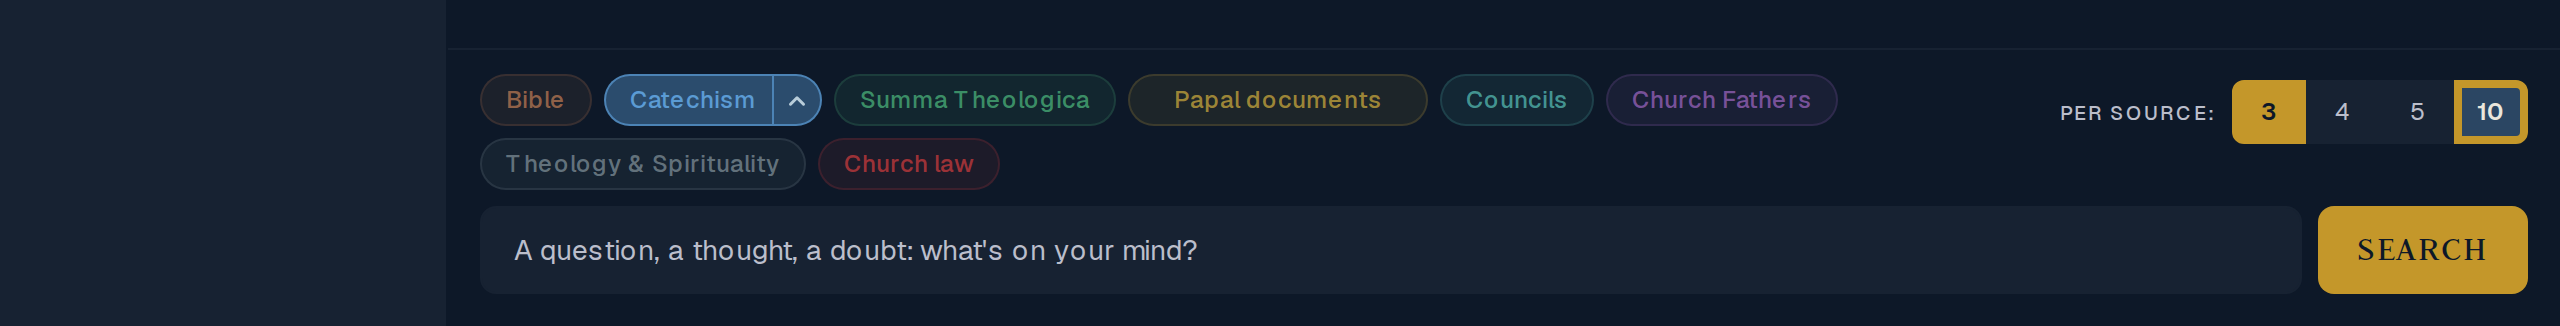 Bible Catechism Summa Theologica Papal documents Councils Church Fathers
PER SOURCE: 3 4 5 10
Theology & Spirituality Church law
A question, a thought, a doubt: what's on your mind?
SEARCH